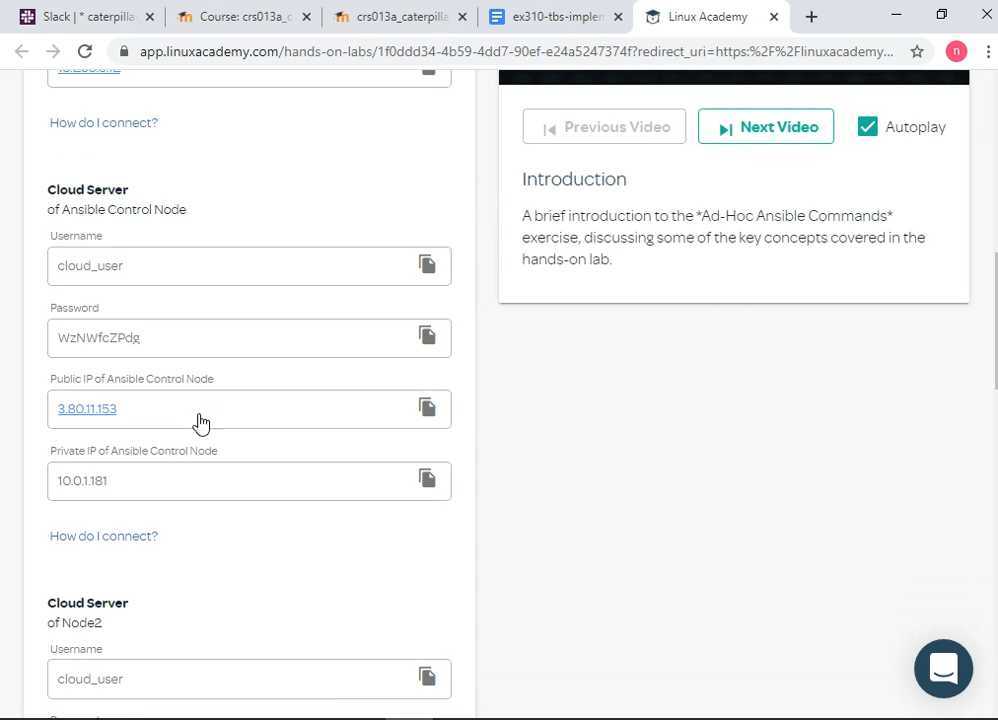 Slack | * caterpilla
Course: crs013a_c
crs013a_caterpilla
ex310-tbs-implem
Linux Academy
app.linuxacademy.com/hands-on-labs/1f0ddd34-4b59-4dd7-90ef-e24a5247374f?redirect_uri=https:%2F%2Flinuxacademy...
n
How do I connect?
Cloud Server
of Ansible Control Node
Username
cloud_user
Password
WzNWfcZPdg
Public IP of Ansible Control Node
3.80.11.153
Private IP of Ansible Control Node
10.0.1.181
How do I connect?
Cloud Server
of Node2
Username
cloud_user
Previous Video
Next Video
Autoplay
Introduction
A brief introduction to the *Ad-Hoc Ansible Commands*
exercise, discussing some of the key concepts covered in the
hands-on lab.